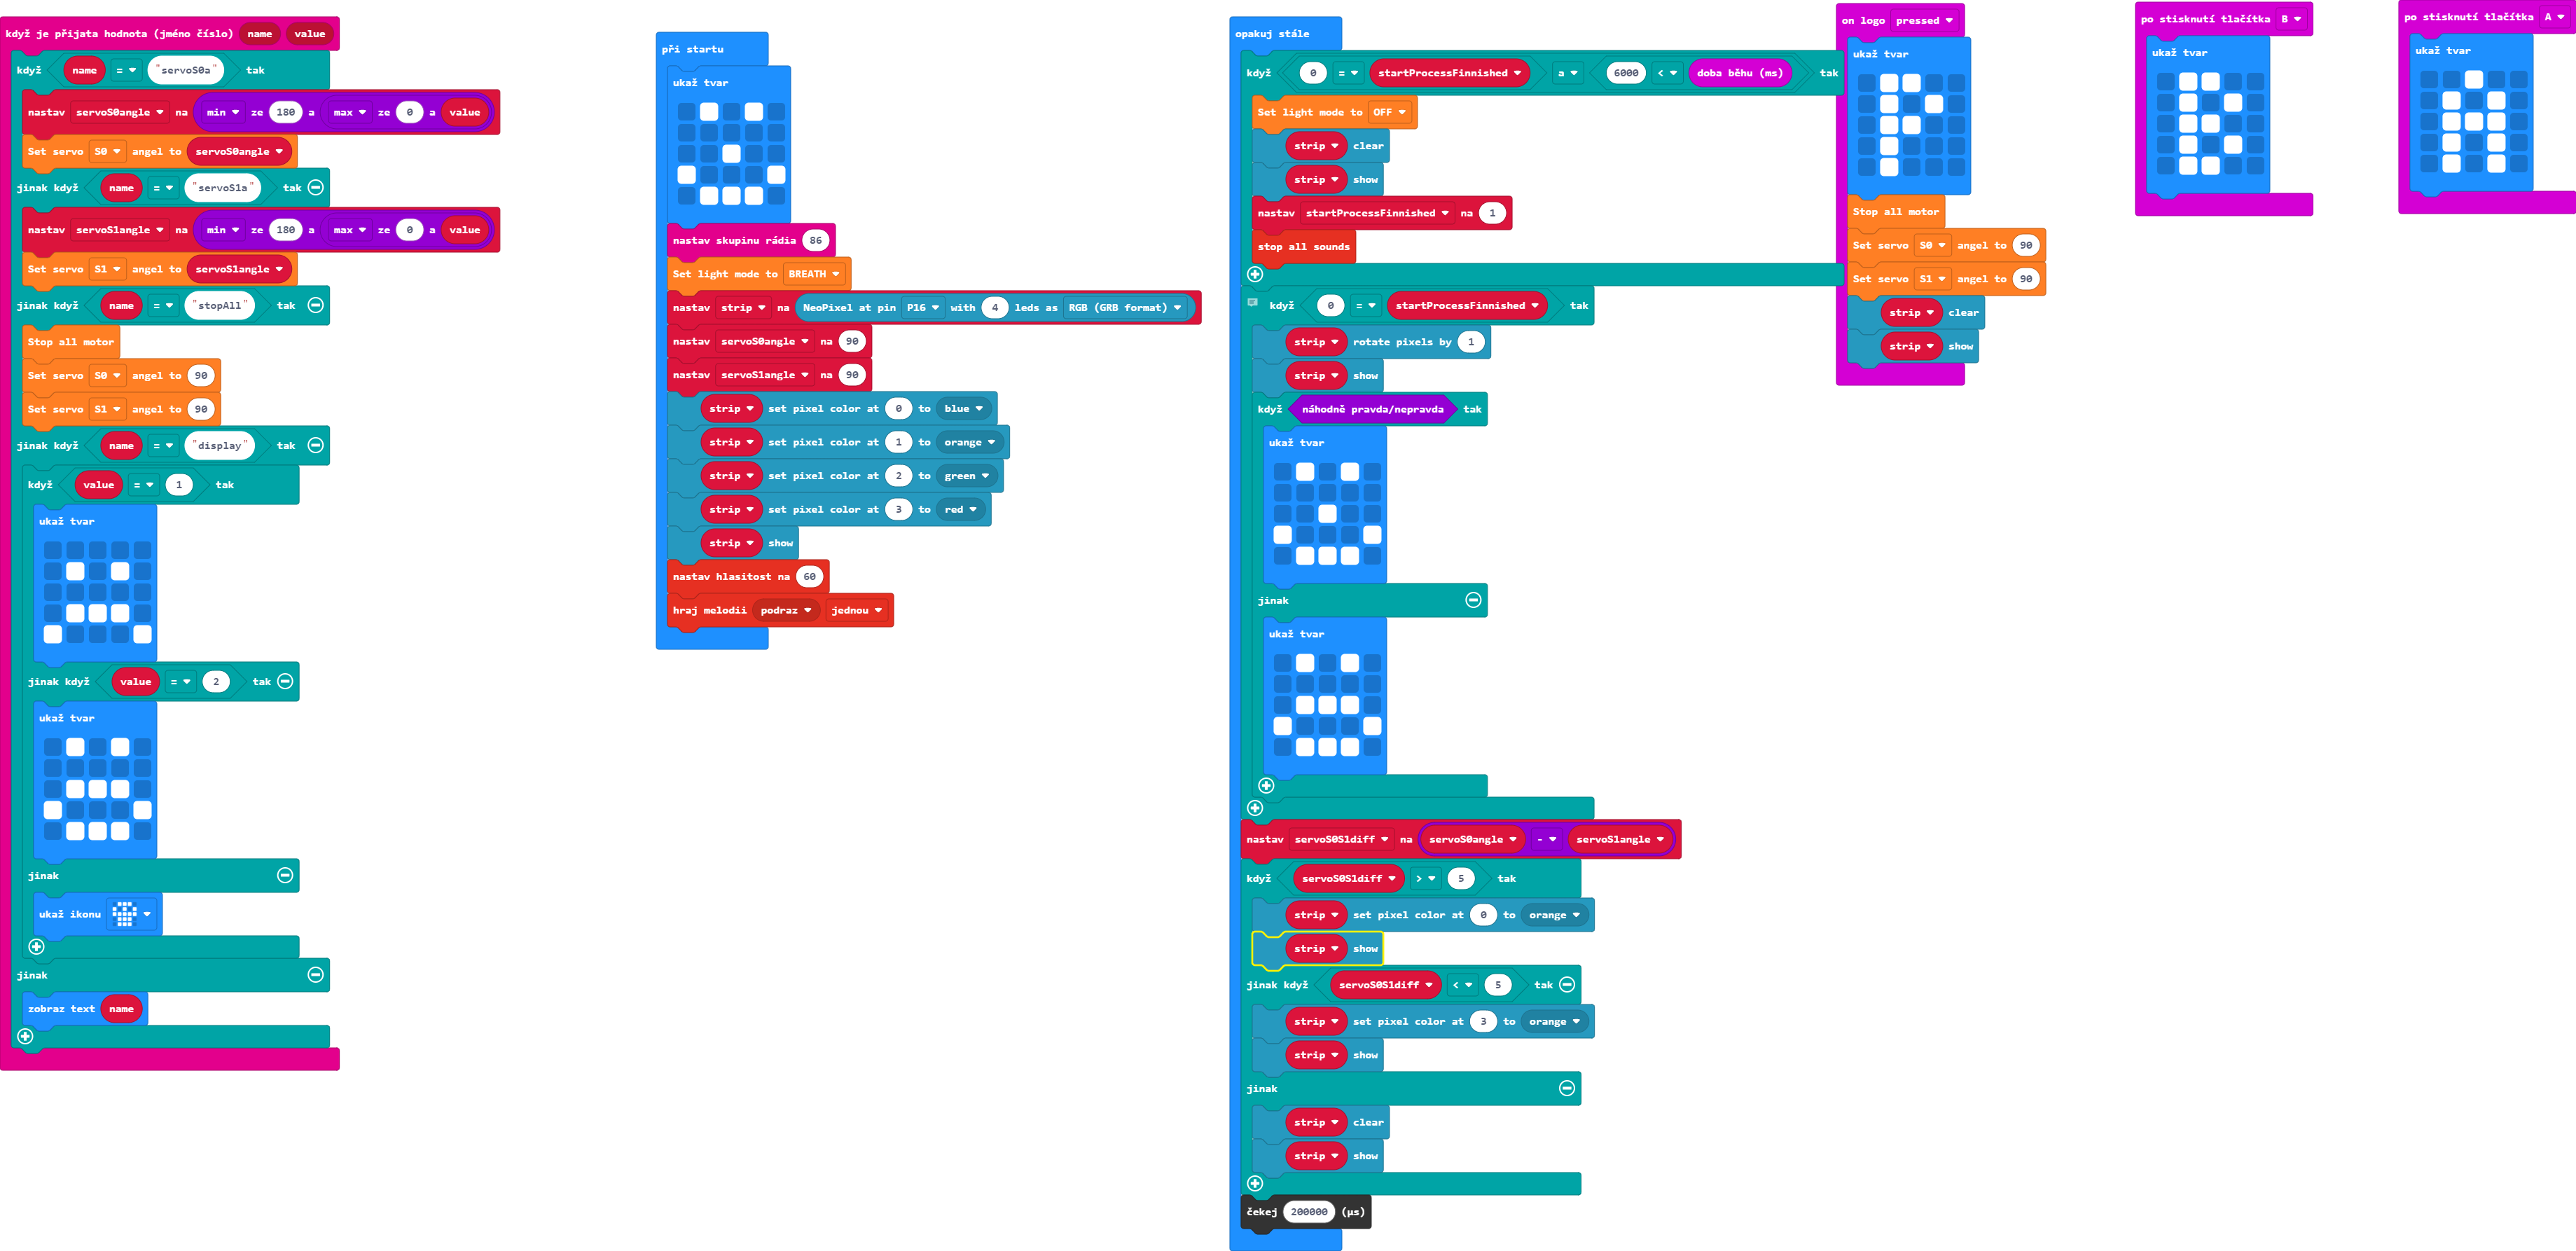 když je přijata hodnota (jméno číslo) name value
když name = "servoS0a" tak
nastav servoS0angle na min ze 180 a max ze 0 a value
Set servo S0 angel to servoS0angle
jinak když name = "servoS1a" tak
nastav servoS1angle na min ze 180 a max ze 0 a value
Set servo S1 angel to servoS1angle
jinak když name = "stopAll" tak
Stop all motor
Set servo S0 angel to 90
Set servo S1 angel to 90
jinak když name = "display" tak
když value = 1 tak
ukaž tvar
jinak když value = 2 tak
ukaž tvar
jinak
ukaž ikonu
jinak
zobraz text name
při startu
ukaž tvar
nastav skupinu rádia 86
Set light mode to BREATH
nastav strip na NeoPixel at pin P16 with 4 leds as RGB (GRB format)
nastav servoS0angle na 90
nastav servoS1angle na 90
strip set pixel color at 0 to blue
strip set pixel color at 1 to orange
strip set pixel color at 2 to green
strip set pixel color at 3 to red
strip show
nastav hlasitost na 60
hraj melodii podraz jednou
opakuj stále
když 0 = startProcessFinnished a 6000 < doba běhu (ms) tak
Set light mode to OFF
strip clear
strip show
nastav startProcessFinnished na 1
stop all sounds
když 0 = startProcessFinnished tak
strip rotate pixels by 1
strip show
když náhodně pravda/nepravda tak
ukaž tvar
jinak
ukaž tvar
nastav servoS0S1diff na servoS0angle - servoS1angle
když servoS0S1diff > 5 tak
strip set pixel color at 0 to orange
strip show
jinak když servoS0S1diff < 5 tak
strip set pixel color at 3 to orange
strip show
jinak
strip clear
strip show
čekej 200000 (µs)
on logo pressed
ukaž tvar
Stop all motor
Set servo S0 angel to 90
Set servo S1 angel to 90
strip clear
strip show
po stisknutí tlačítka B
ukaž tvar
po stisknutí tlačítka A
ukaž tvar